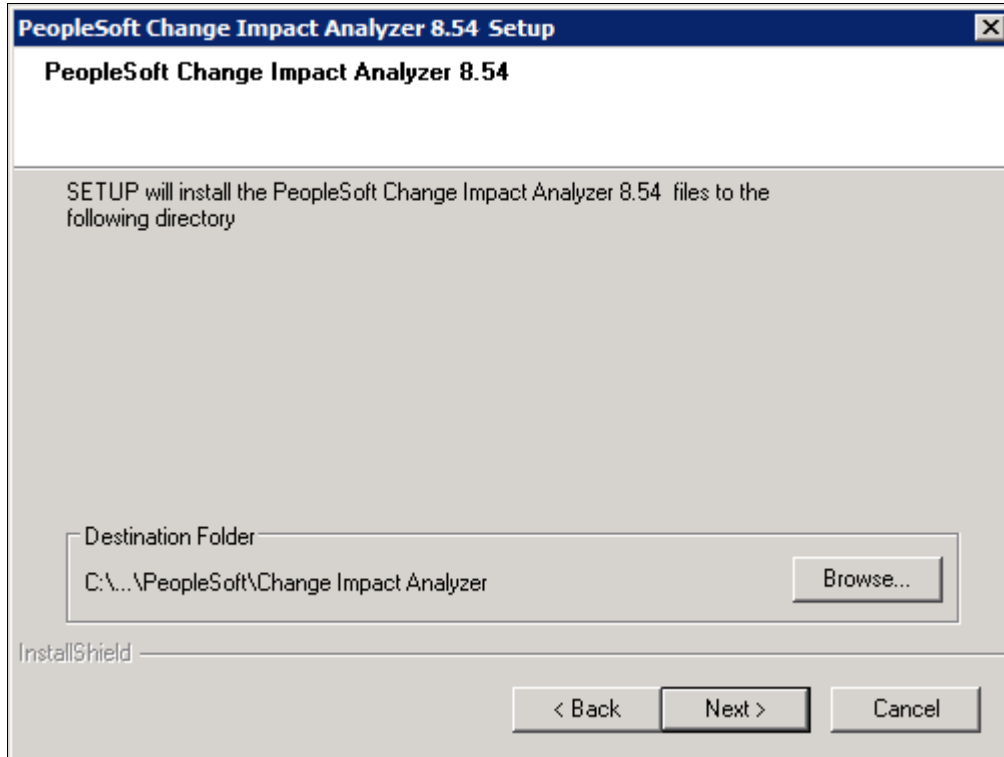 PeopleSoft Change Impact Analyzer 8.54 Setup
PeopleSoft Change Impact Analyzer 8.54
SETUP will install the PeopleSoft Change Impact Analyzer 8.54 files to the
following directory
Destination Folder
C:\...\PeopleSoft\Change Impact Analyzer
Browse...
InstallShield
< Back
Next >
Cancel